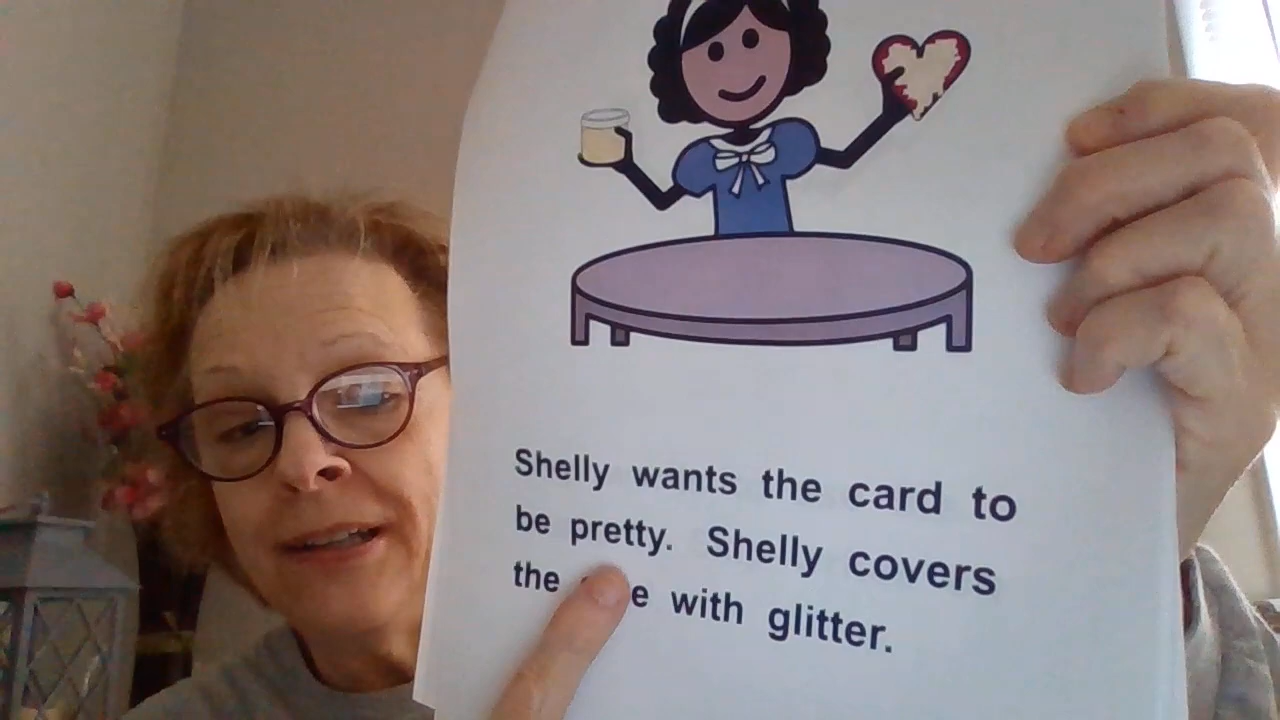 Shelly wants the card to
be pretty. Shelly covers
the with glitter.